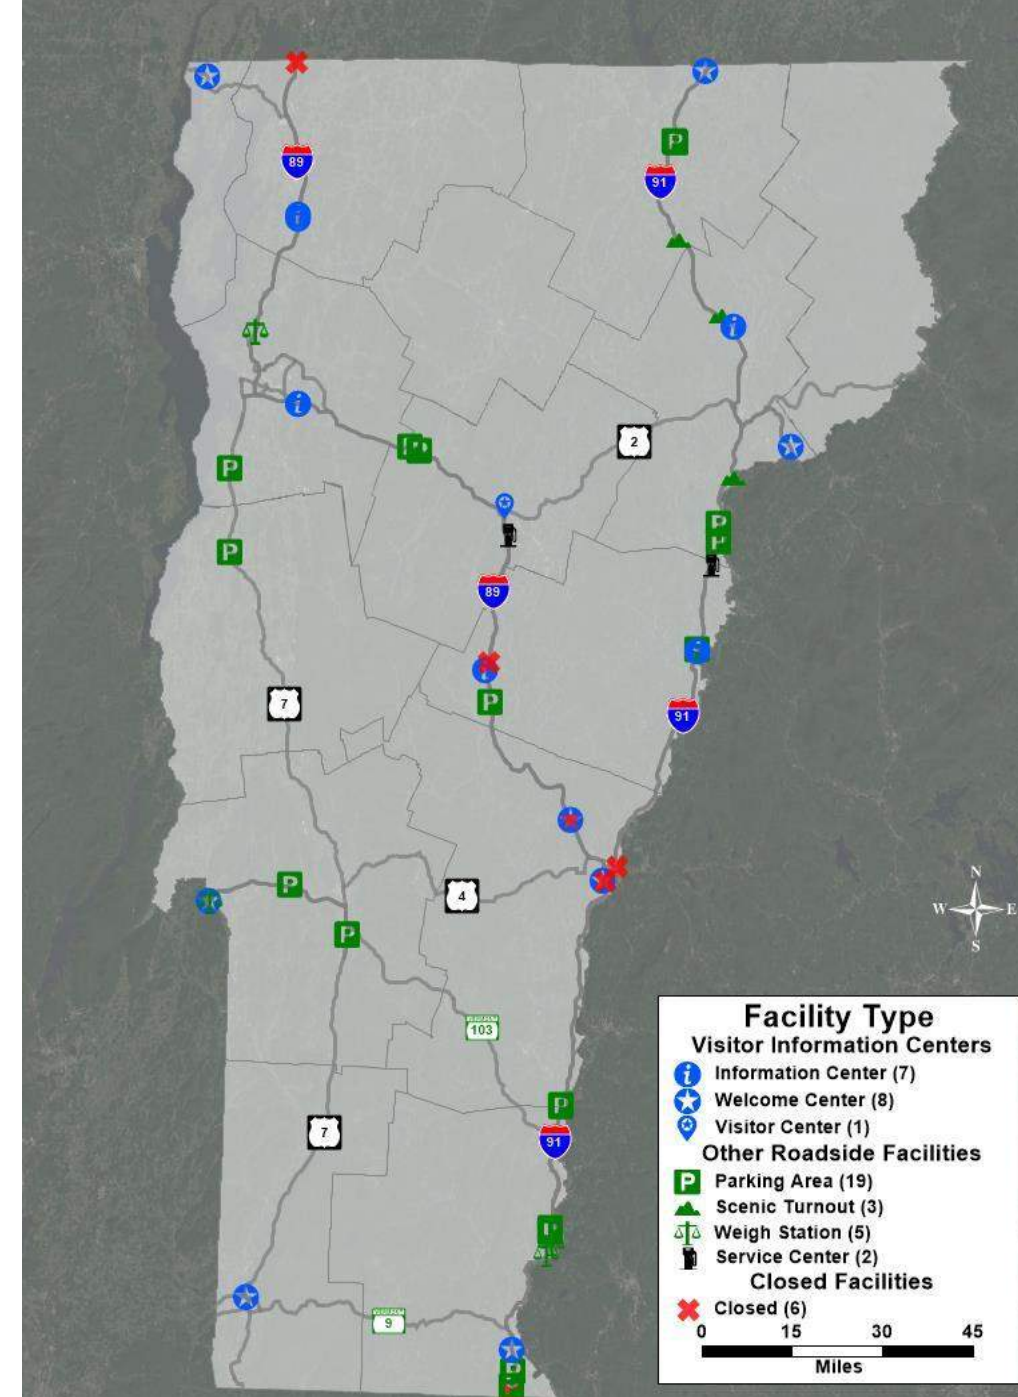 89
91
2
89
7
91
4
N
W E
S
103
91
7
9
Facility Type
Visitor Information Centers
Information Center (7)
Welcome Center (8)
Visitor Center (1)
Other Roadside Facilities
P Parking Area (19)
Scenic Turnout (3)
Weigh Station (5)
Service Center (2)
Closed Facilities
Closed (6)
0 15 30 45
Miles